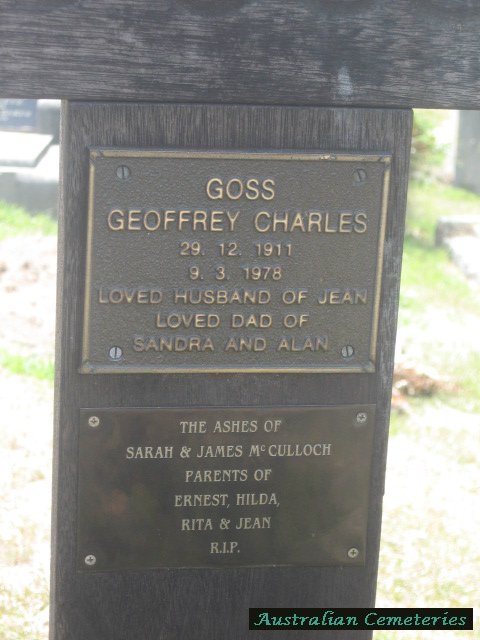 GOSS
GEOFFREY CHARLES
29. 12. 1911
9. 3. 1978
LOVED HUSBAND OF JEAN
LOVED DAD OF
SANDRA AND ALAN
THE ASHES OF
SARAH & JAMES McCULLOCH
PARENTS OF
ERNEST, HILDA,
RITA & JEAN
R.I.P.
Australian Cemeteries